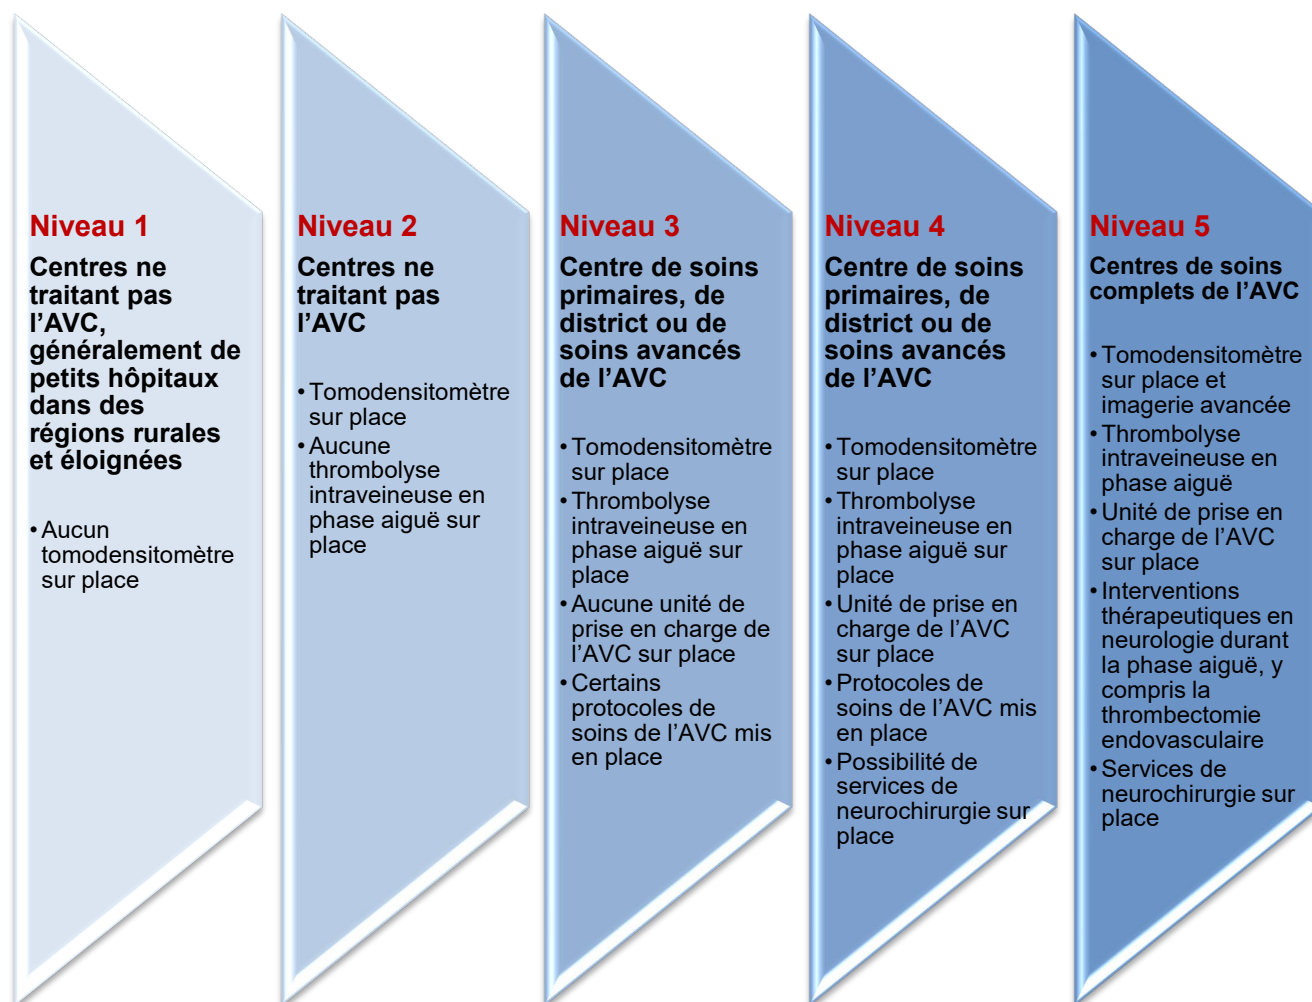 Niveau 1
Centres ne
traitant pas
l’AVC,
généralement de
petits hôpitaux
dans des
régions rurales
et éloignées
• Aucun
tomodensitomètre
sur place
Niveau 2
Centres ne
traitant pas
l’AVC
• Tomodensitomètre
sur place
• Aucune
thrombolyse
intraveineuse en
phase aiguë sur
place
Niveau 3
Centre de soins
primaires, de
district ou de
soins avancés
de l’AVC
• Tomodensitomètre
sur place
• Thrombolyse
intraveineuse en
phase aiguë sur
place
• Aucune unité de
prise en charge de
l’AVC sur place
• Certains
protocoles de
soins de l’AVC mis
en place
Niveau 4
Centre de soins
primaires, de
district ou de
soins avancés
de l’AVC
• Tomodensitomètre
sur place
• Thrombolyse
intraveineuse en
phase aiguë sur
place
• Unité de prise en
charge de l’AVC
sur place
• Protocoles de
soins de l’AVC mis
en place
• Possibilité de
services de
neurochirurgie sur
place
Niveau 5
Centres de soins
complets de l’AVC
• Tomodensitomètre
sur place et
imagerie avancée
• Thrombolyse
intraveineuse en
phase aiguë
• Unité de prise en
charge de l’AVC
sur place
• Interventions
thérapeutiques en
neurologie durant
la phase aiguë, y
compris la
thrombectomie
endovasculaire
• Services de
neurochirurgie sur
place